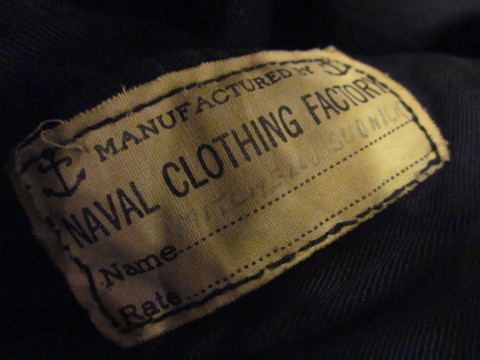 MANUFACTURED BY
NAVAL CLOTHING FACTORY
Name
Rate